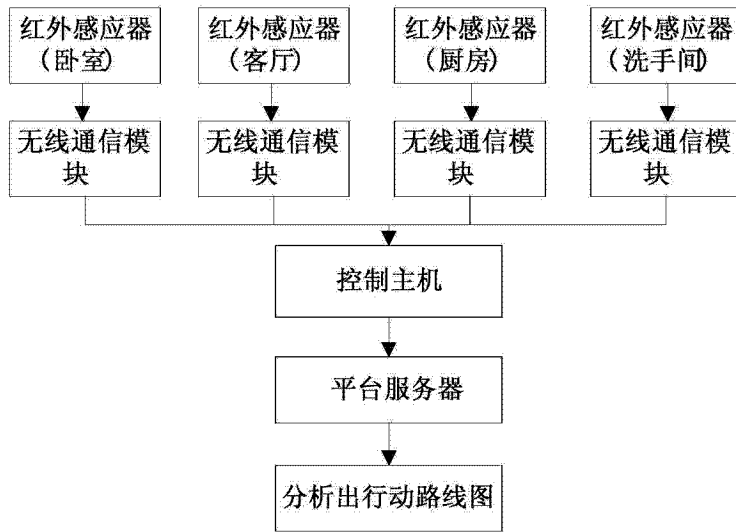 红外感应器
(卧室)
红外感应器
(客厅)
红外感应器
(厨房)
红外感应器
(洗手间)
无线通信模
块
无线通信模
块
无线通信模
块
无线通信模
块
控制主机
平台服务器
分析出行动路线图